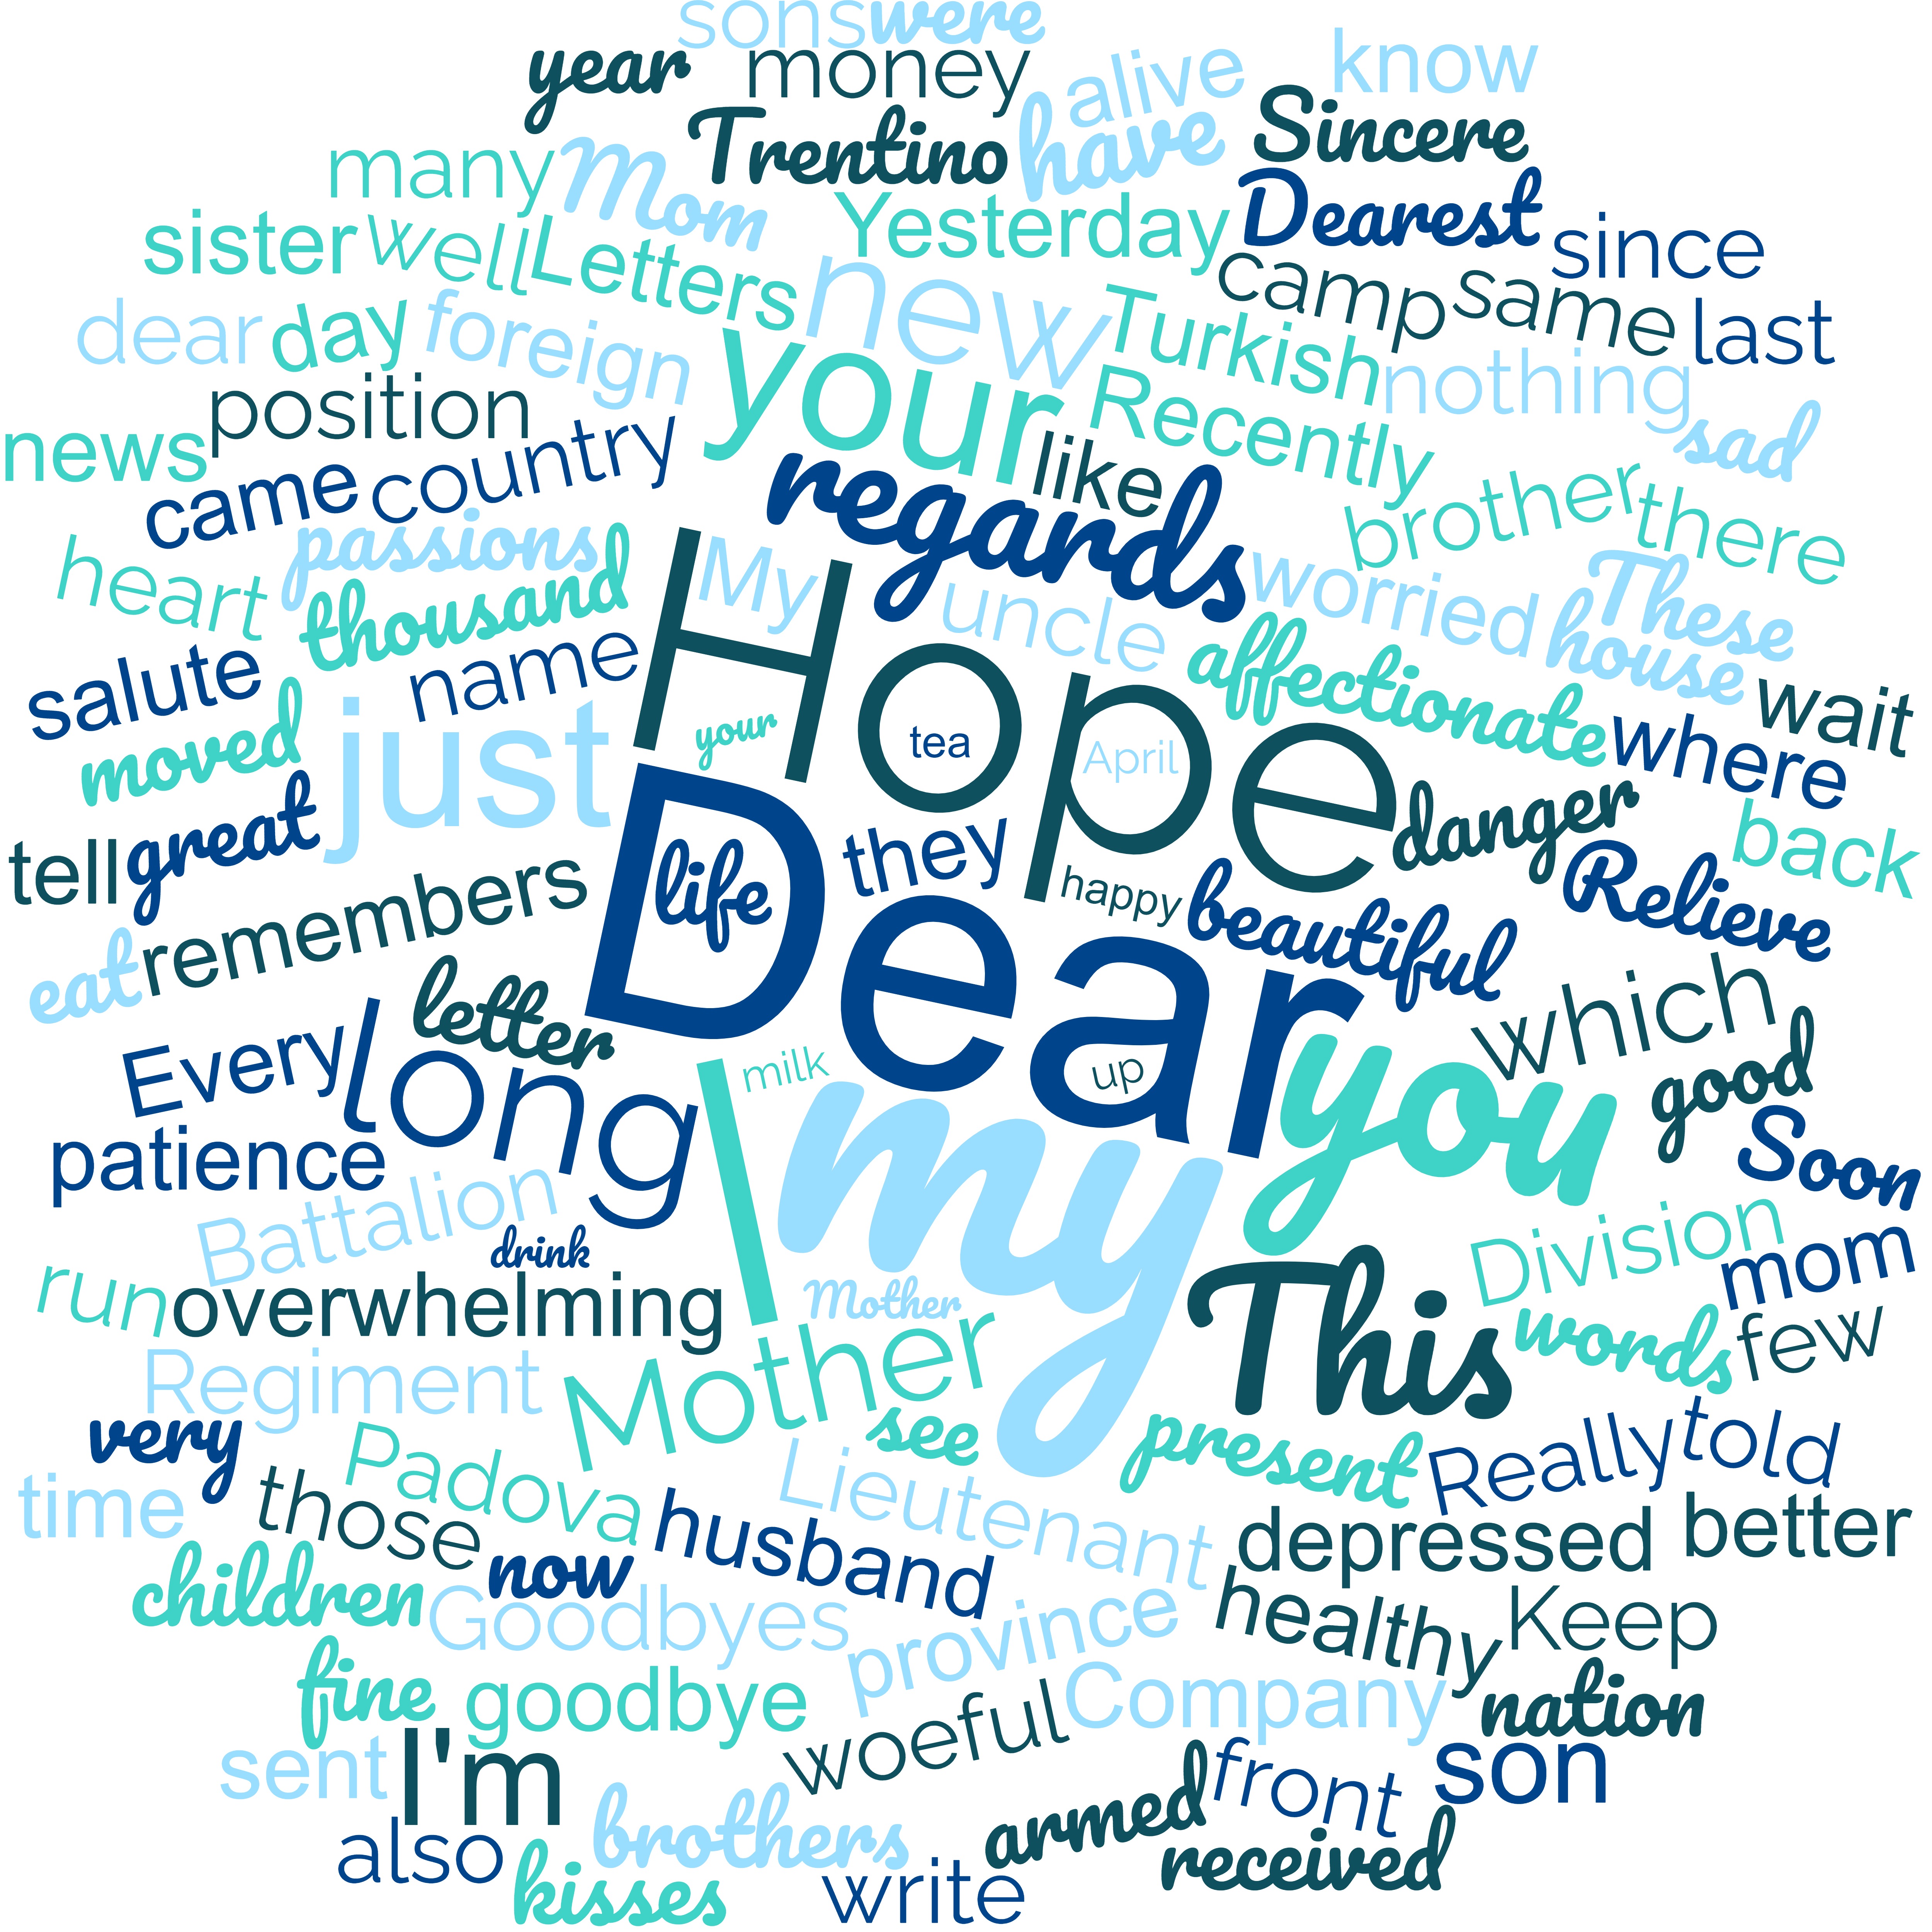 sons were
year money alive know
many Mom Trentino have Sincere
sister well Letters Yesterday Dearest since
dear day foreign new Turkish camp same last
position your Recently nothing
news came country like sad
heart passions regards brother there
thousand My uncle worried These
salute name Hope affectionate house wait
moved just your tea April where
tell great life they danger back
remembers happy beautiful Relieve
eat letter Dear which
Every long milk up you good
patience I my Soon
Battalion drink Division mom
run overwhelming Mother This words few
Regiment Mother
very Padova see present Really told
time those Lieutenant
children now husband depressed better
Goodbyes province healthy Keep
fine goodbye woeful Company nation
sent I'm front son
also brothers armed received
kisses write